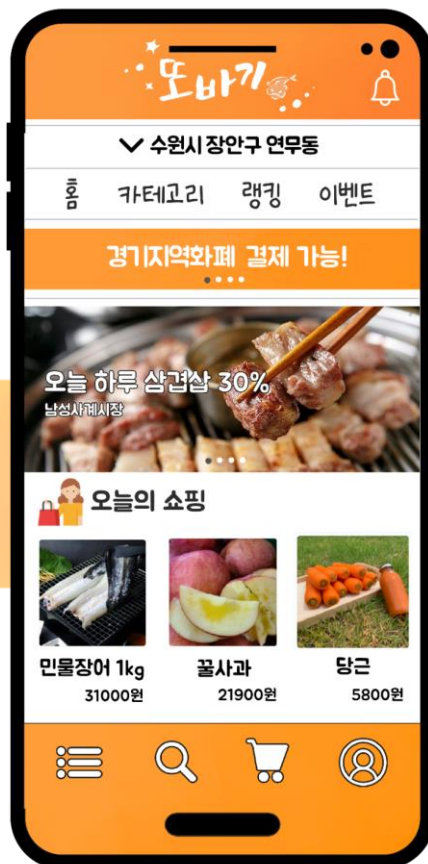 또바기
수원시 장안구 연무동
홈 카테고리 랭킹 이벤트
경기지역화폐 결제 가능!
오늘 하루 삼겹살 30%
남성사계시장
오늘의 쇼핑
민물장어 1kg 꿀사과 당근
31000원 21900원 5800원